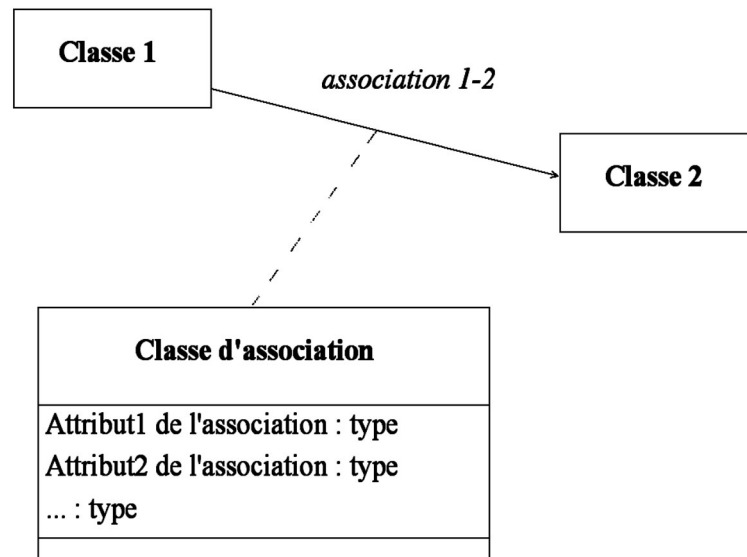 Classe 1
association 1-2
Classe 2
Classe d'association
Attribut1 de l'association : type
Attribut2 de l'association : type
... : type